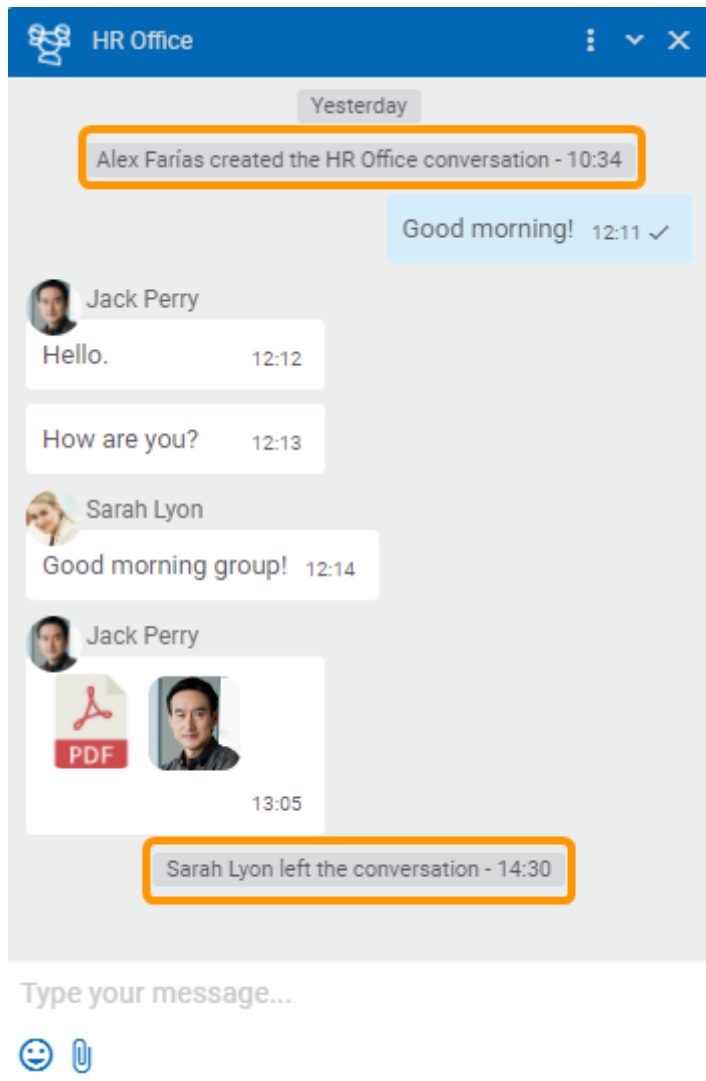 HR Office
Yesterday
Alex Farías created the HR Office conversation - 10:34
Good morning! 12:11
Jack Perry
Hello. 12:12
How are you? 12:13
Sarah Lyon
Good morning group! 12:14
Jack Perry
PDF
13:05
Sarah Lyon left the conversation - 14:30
Type your message...